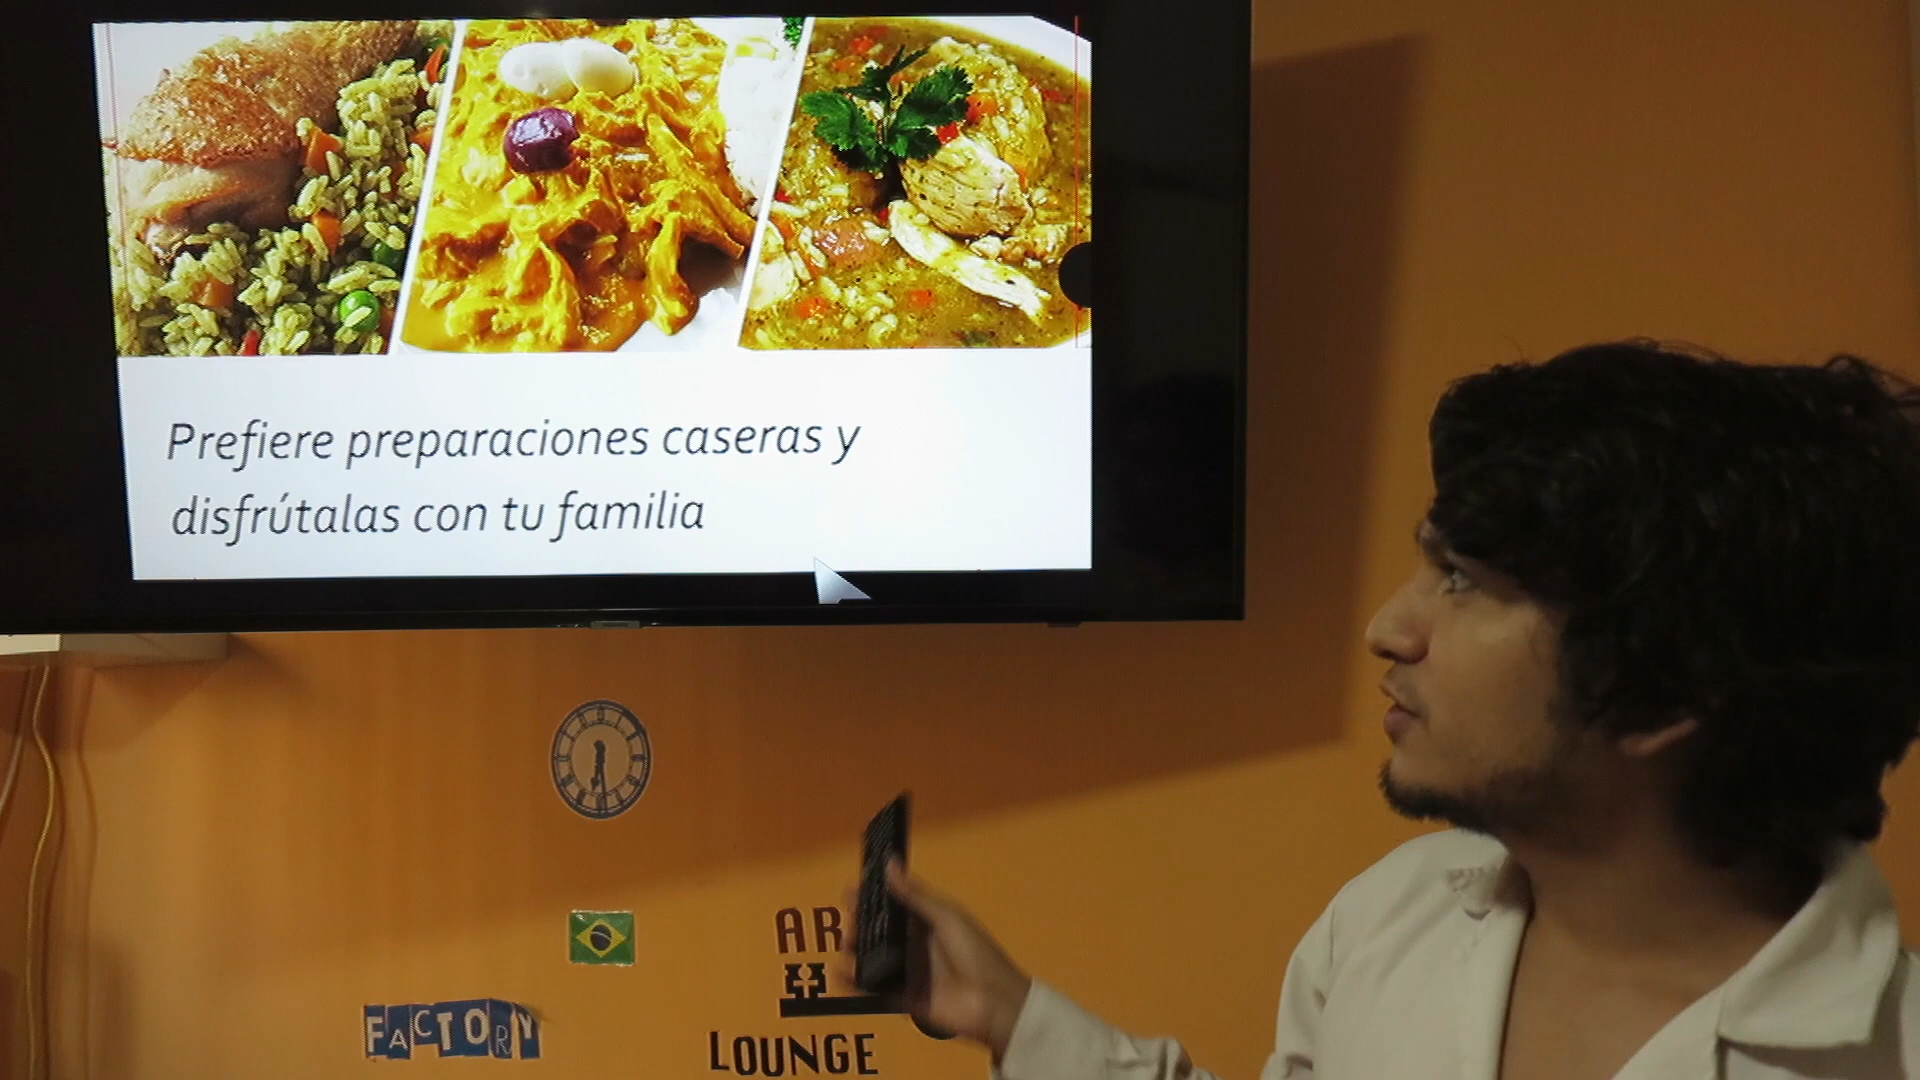 Prefiere preparaciones caseras y
disfrútalas con tu familia
FACTORY
LOUNGE